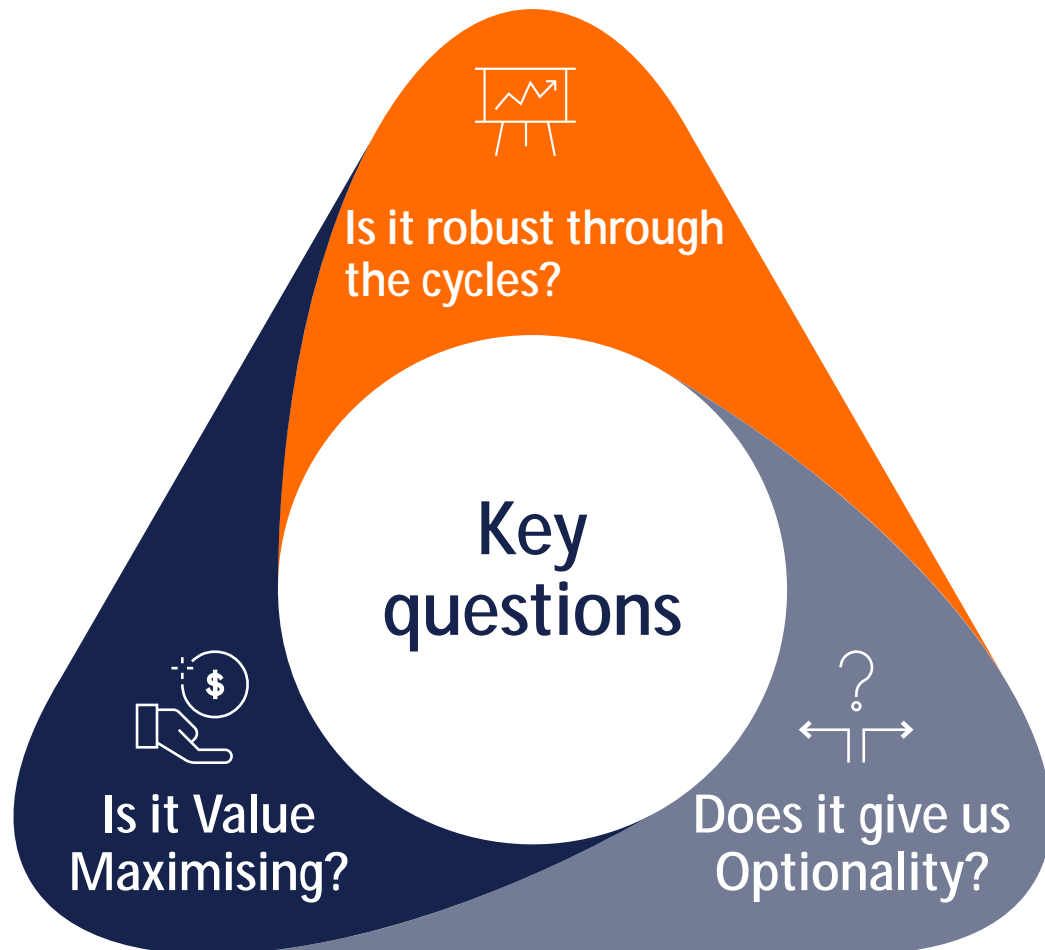 Is it robust through
the cycles?
Key
questions
$
Is it Value
Maximising?
Does it give us
Optionality?